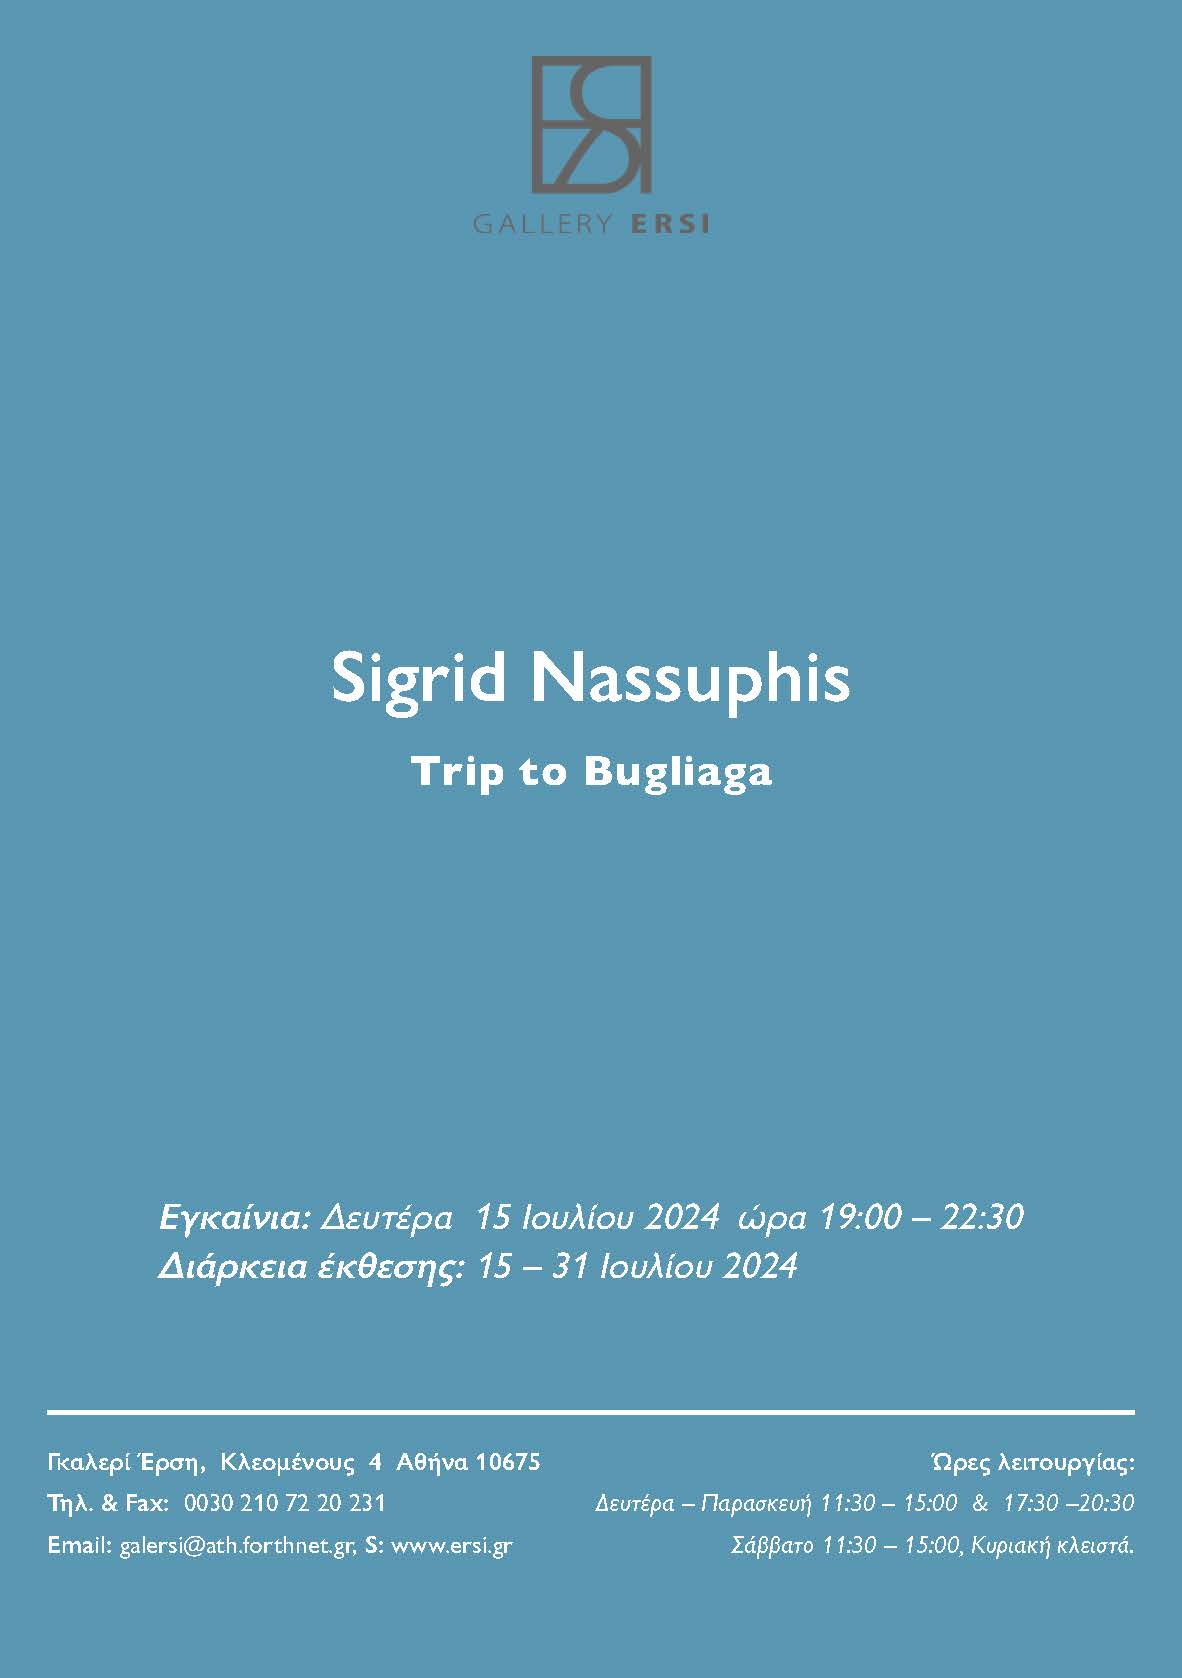 GALLERY ERSI
Sigrid Nassuphis
Trip to Bugliaga
Εγκαίνια: Δευτέρα 15 Ιουλίου 2024 ώρα 19:00 – 22:30
Διάρκεια έκθεσης: 15 – 31 Ιουλίου 2024
Γκαλερί Έρση, Κλεομένους 4 Αθήνα 10675
Τηλ. & Fax: 0030 210 72 20 231
Email: galersi@ath.forthnet.gr, S: www.ersi.gr
Ώρες λειτουργίας:
Δευτέρα – Παρασκευή 11:30 – 15:00 & 17:30 –20:30
Σάββατο 11:30 – 15:00, Κυριακή κλειστά.